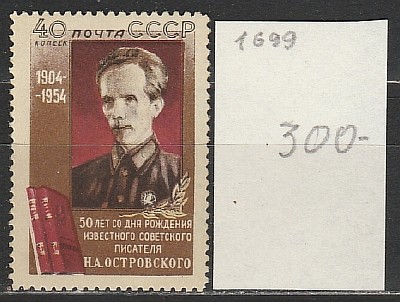 40 ПОЧТА СССР
КОПЕЕК
1904-
-1954
50 ЛЕТ СО ДНЯ РОЖДЕНИЯ
ИЗВЕСТНОГО СОВЕТСКОГО
ПИСАТЕЛЯ
Н.А.ОСТРОВСКОГО
1699
300-